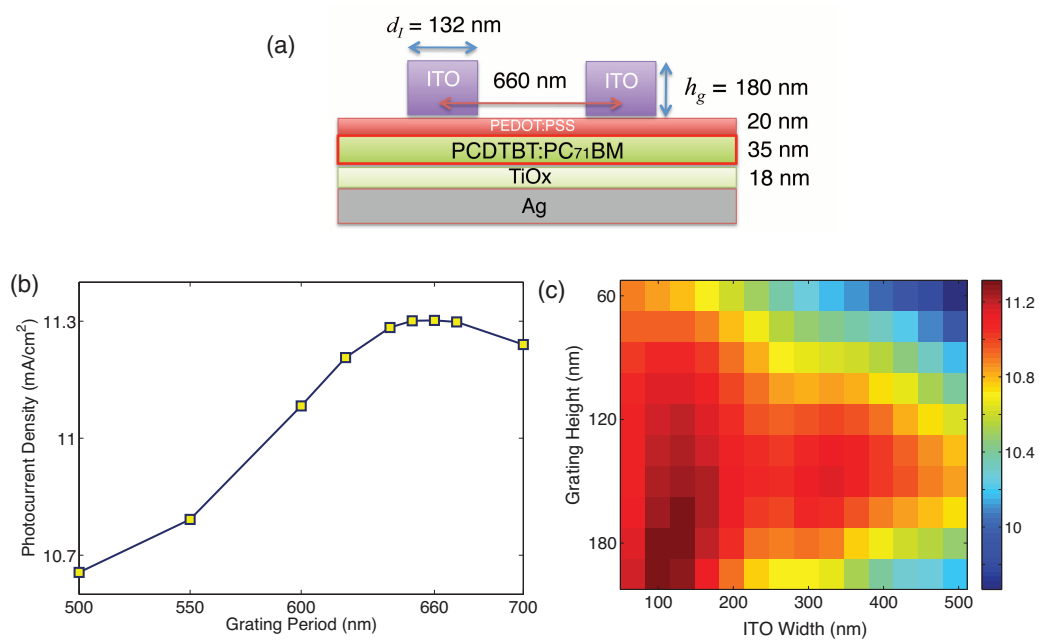 (a)
d_I = 132 nm
ITO
660 nm
ITO
h_g = 180 nm
PEDOT:PSS
20 nm
PCDTBT:PC₇₁BM
35 nm
TiOx
18 nm
Ag
(b)
Photocurrent Density (mA/cm²)
11.3
11
10.7
500
550
600
660
700
Grating Period (nm)
(c)
Grating Height (nm)
60
120
180
100
200
300
400
500
ITO Width (nm)
11.2
10.8
10.4
10